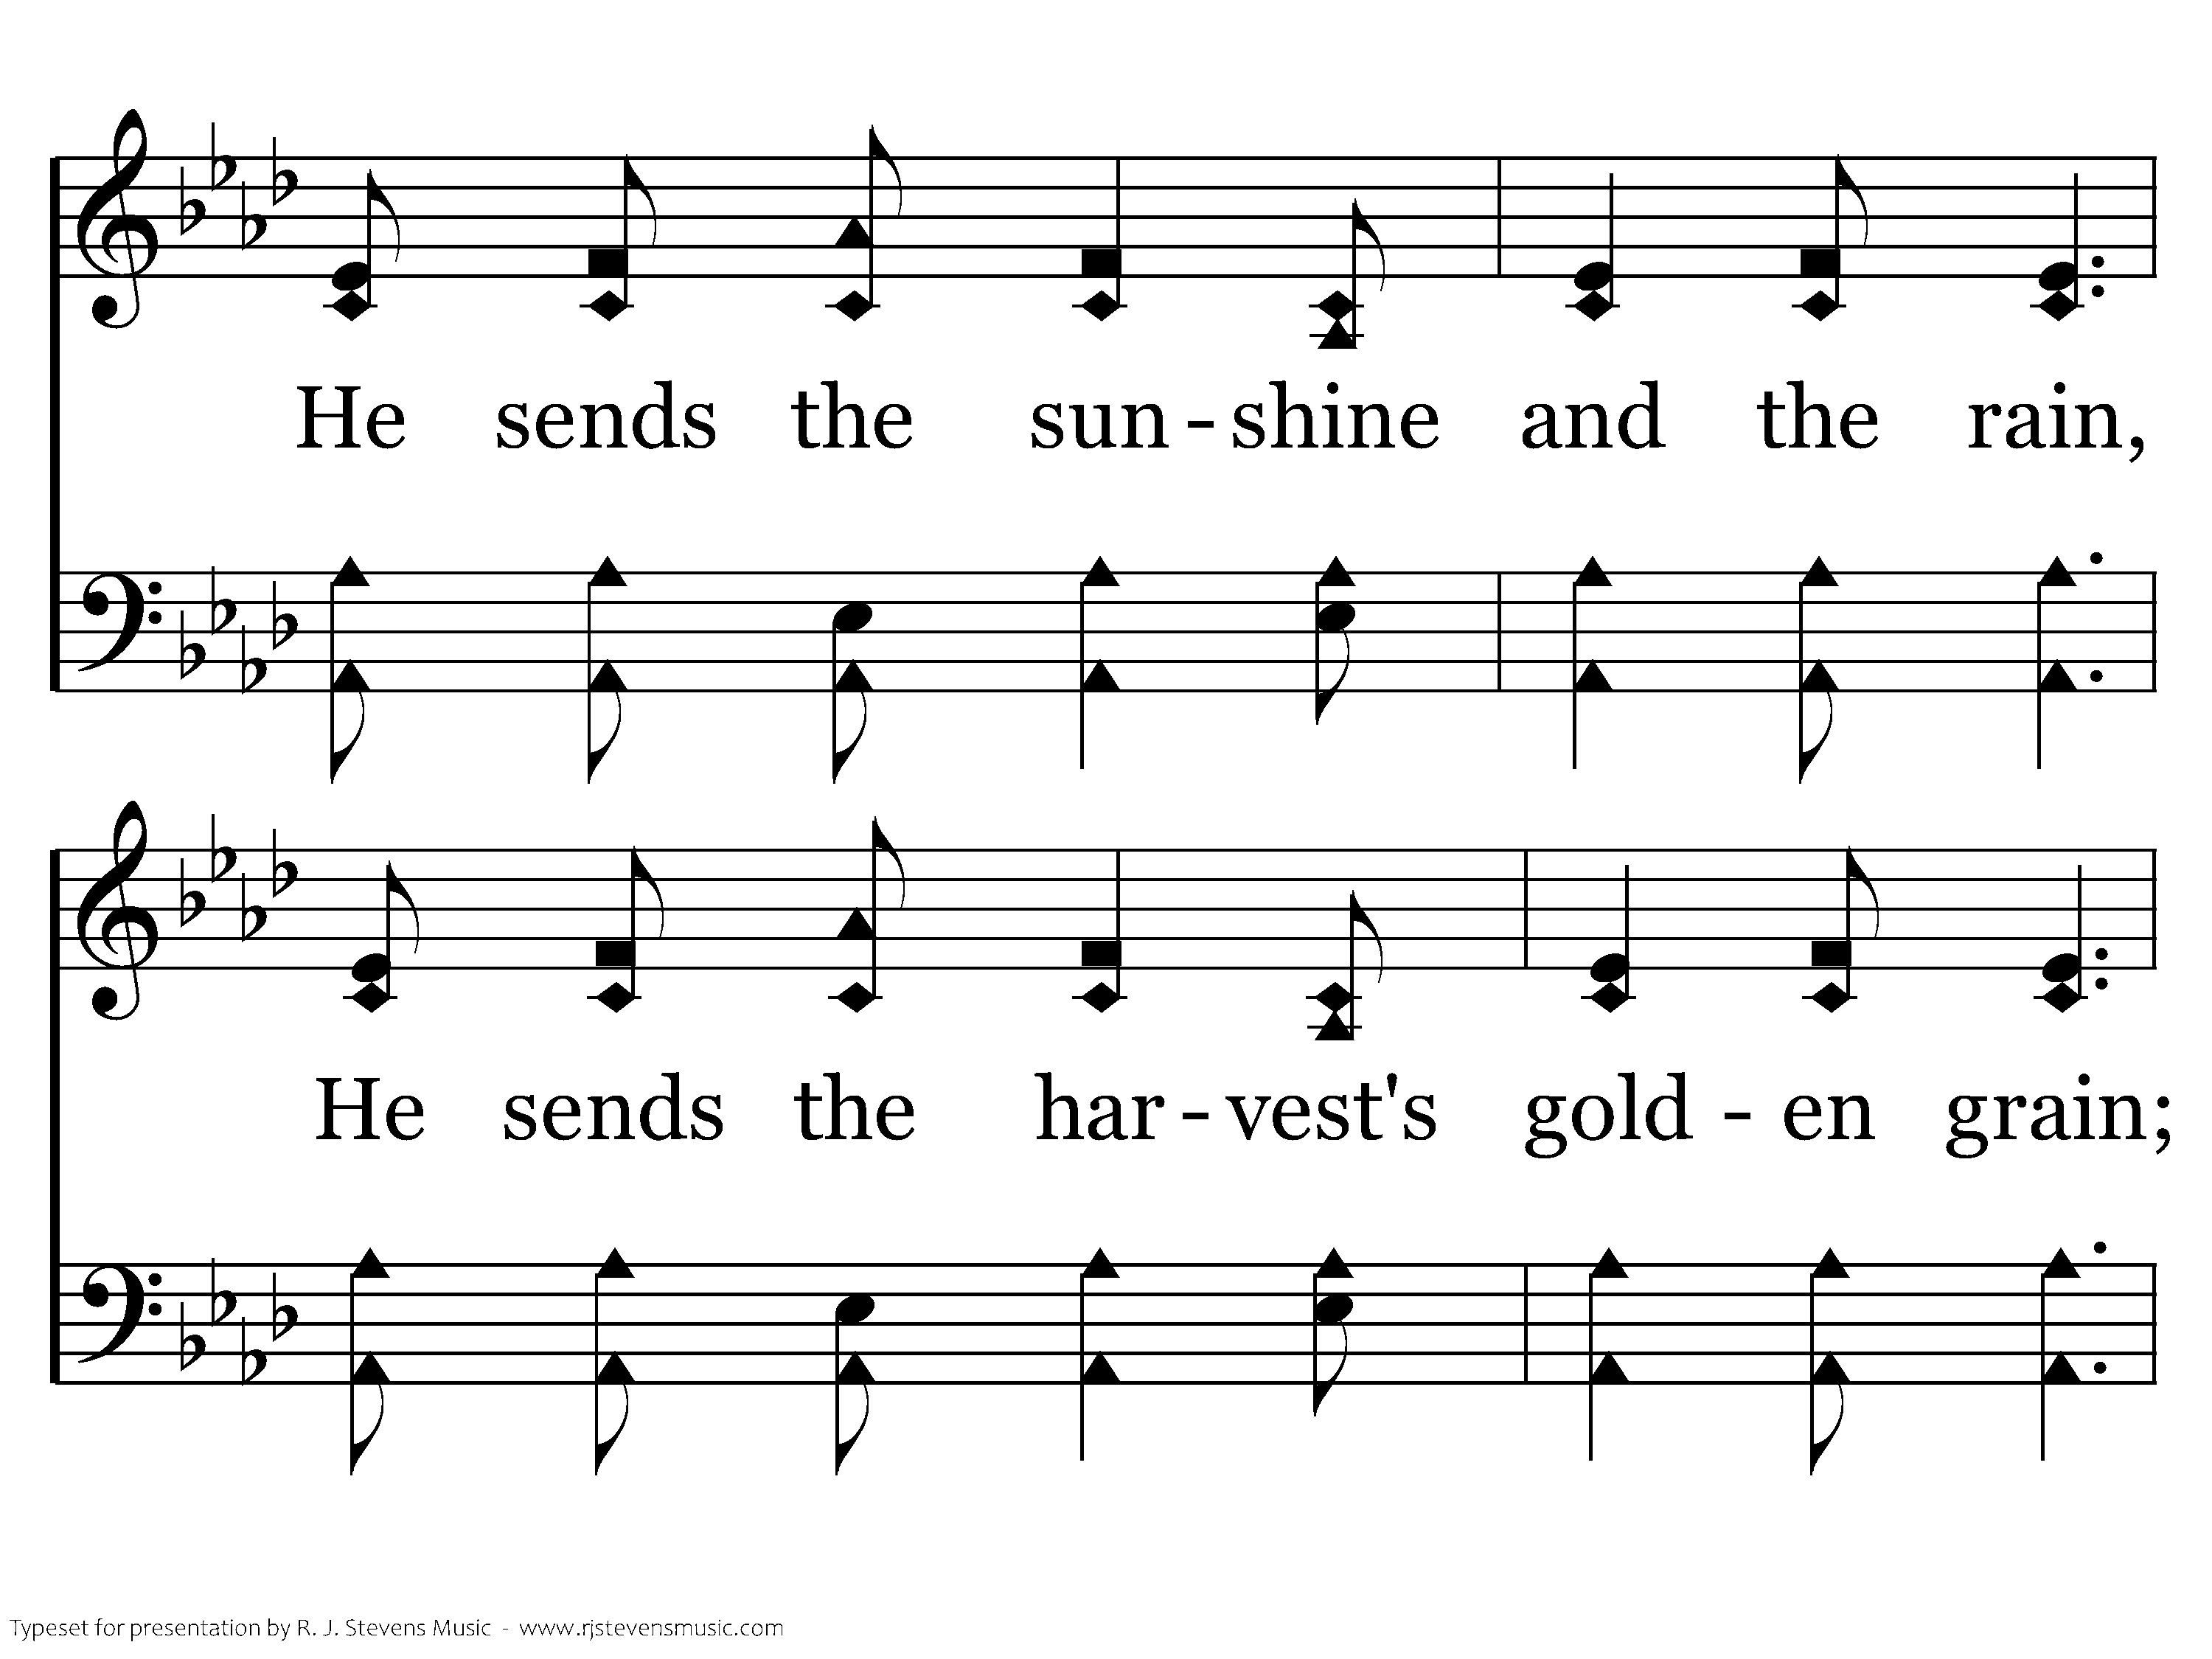 He sends the sun - shine and the rain,
He sends the har - vest's gold - en grain;
Typeset for presentation by R. J. Stevens Music - www.rjstevensmusic.com